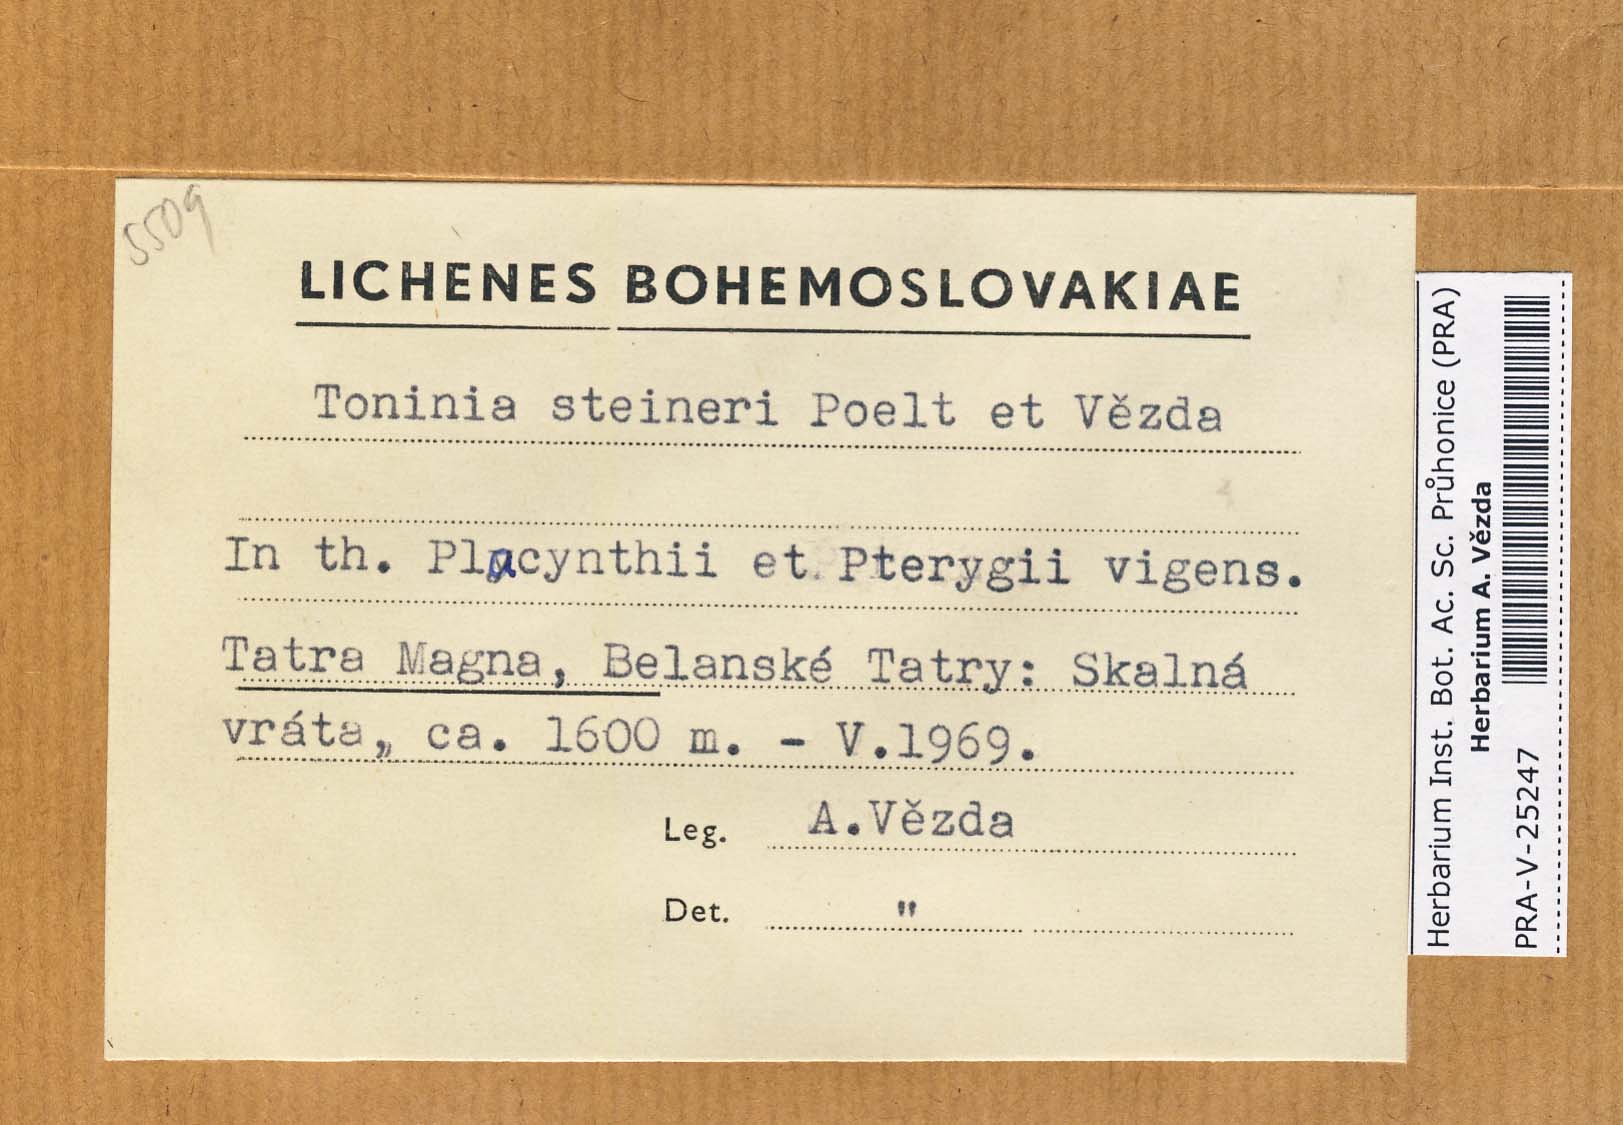 5509
LICHENES BOHEMOSLOVAKIAE
Toninia steineri Poelt et Vězda
In th. Placynthii et Pterygii vigens.
Tatra Magna, Belanské Tatry: Skalná
vráta,, ca. 1600 m. - V.1969.
Leg. A.Vězda
Det. "
Herbarium Inst. Bot. Ac. Sc. Průhonice (PRA)
Herbarium A. Vězda
PRA-V-25247